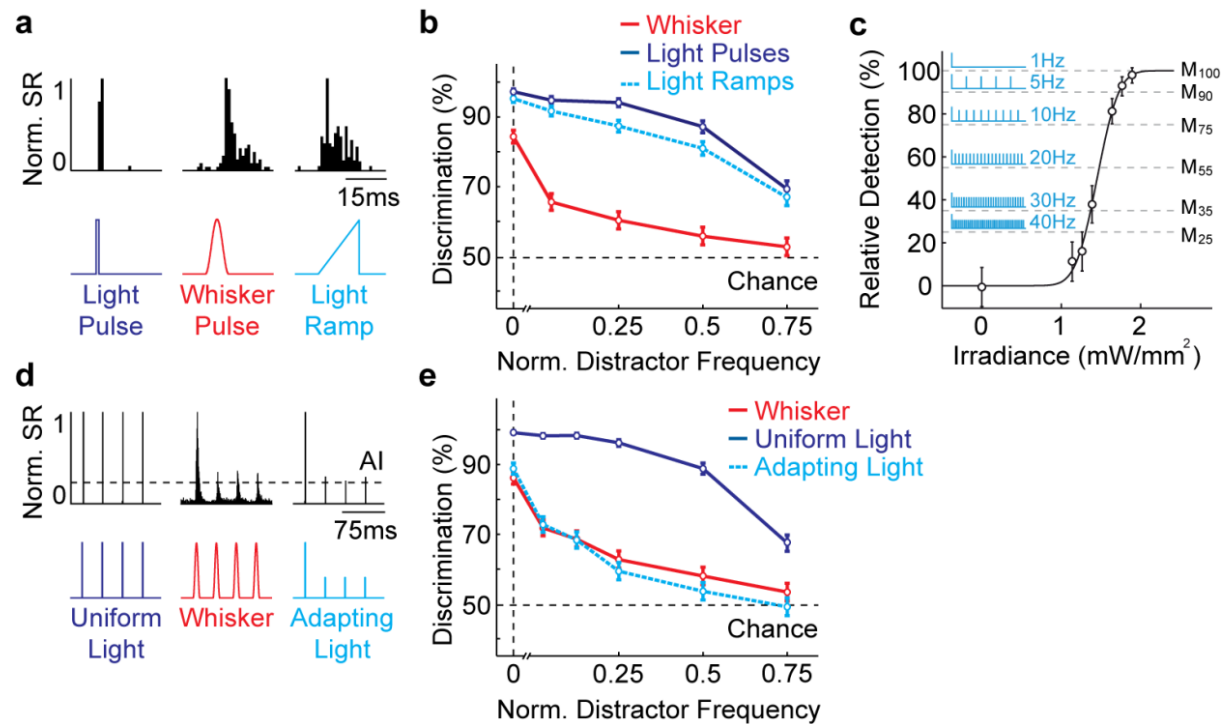 a
Norm. SR
1
0
15ms
Light
Pulse
Whisker
Pulse
Light
Ramp
b
Whisker
Light Pulses
Light Ramps
Discrimination (%)
90
70
50
Chance
0
0.25
0.5
0.75
Norm. Distractor Frequency
c
Relative Detection (%)
100
80
60
40
20
0
1Hz
5Hz
10Hz
20Hz
30Hz
40Hz
M100
M90
M75
M55
M35
M25
0
1
2
Irradiance (mW/mm²)
d
Norm. SR
1
0
AI
75ms
Uniform
Light
Whisker
Adapting
Light
e
Whisker
Uniform Light
Adapting Light
Discrimination (%)
90
70
50
Chance
0
0.25
0.5
0.75
Norm. Distractor Frequency